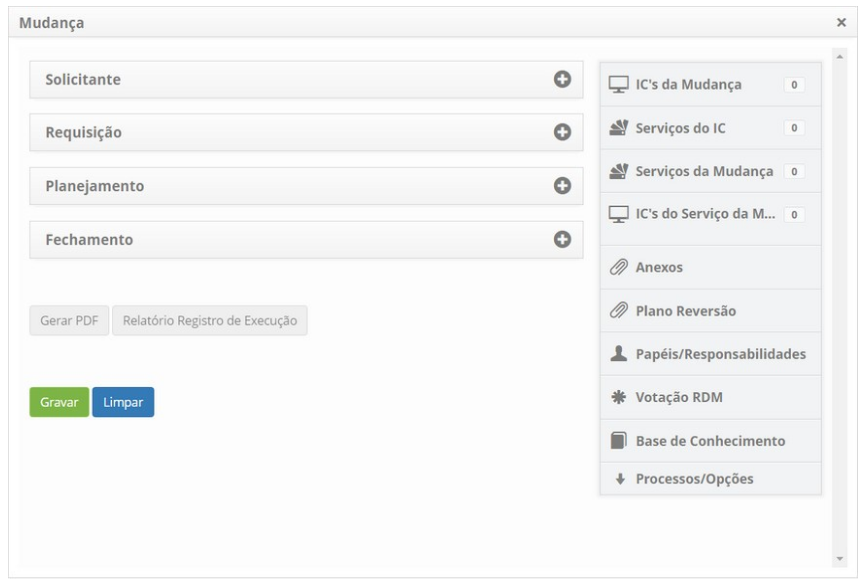 Mudança
Solicitante
Requisição
Planejamento
Fechamento
Gerar PDF
Relatório Registro de Execução
Gravar
Limpar
IC's da Mudança 0
Serviços do IC 0
Serviços da Mudança 0
IC's do Serviço da M... 0
Anexos
Plano Reversão
Papéis/Responsabilidades
Votação RDM
Base de Conhecimento
Processos/Opções